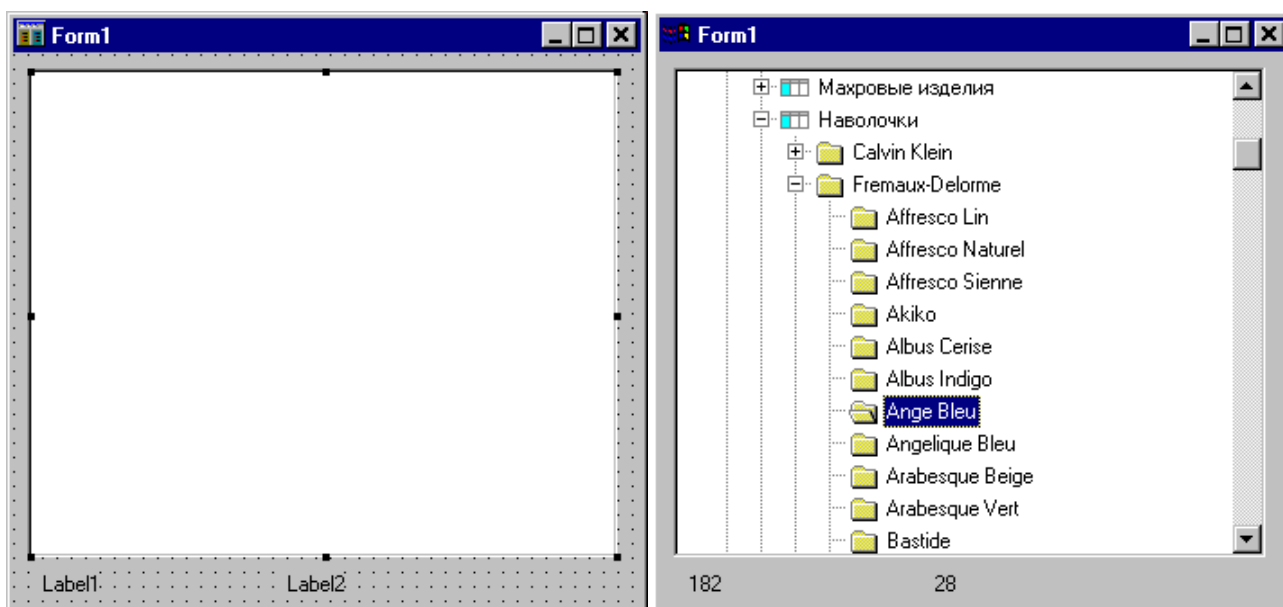 Form1
Label1 Label2
Form1
Махровые изделия
Наволочки
Calvin Klein
Fremaux-Delorme
Affresco Lin
Affresco Naturel
Affresco Sienne
Akiko
Albus Cerise
Albus Indigo
Ange Bleu
Angelique Bleu
Arabesque Beige
Arabesque Vert
Bastide
182 28